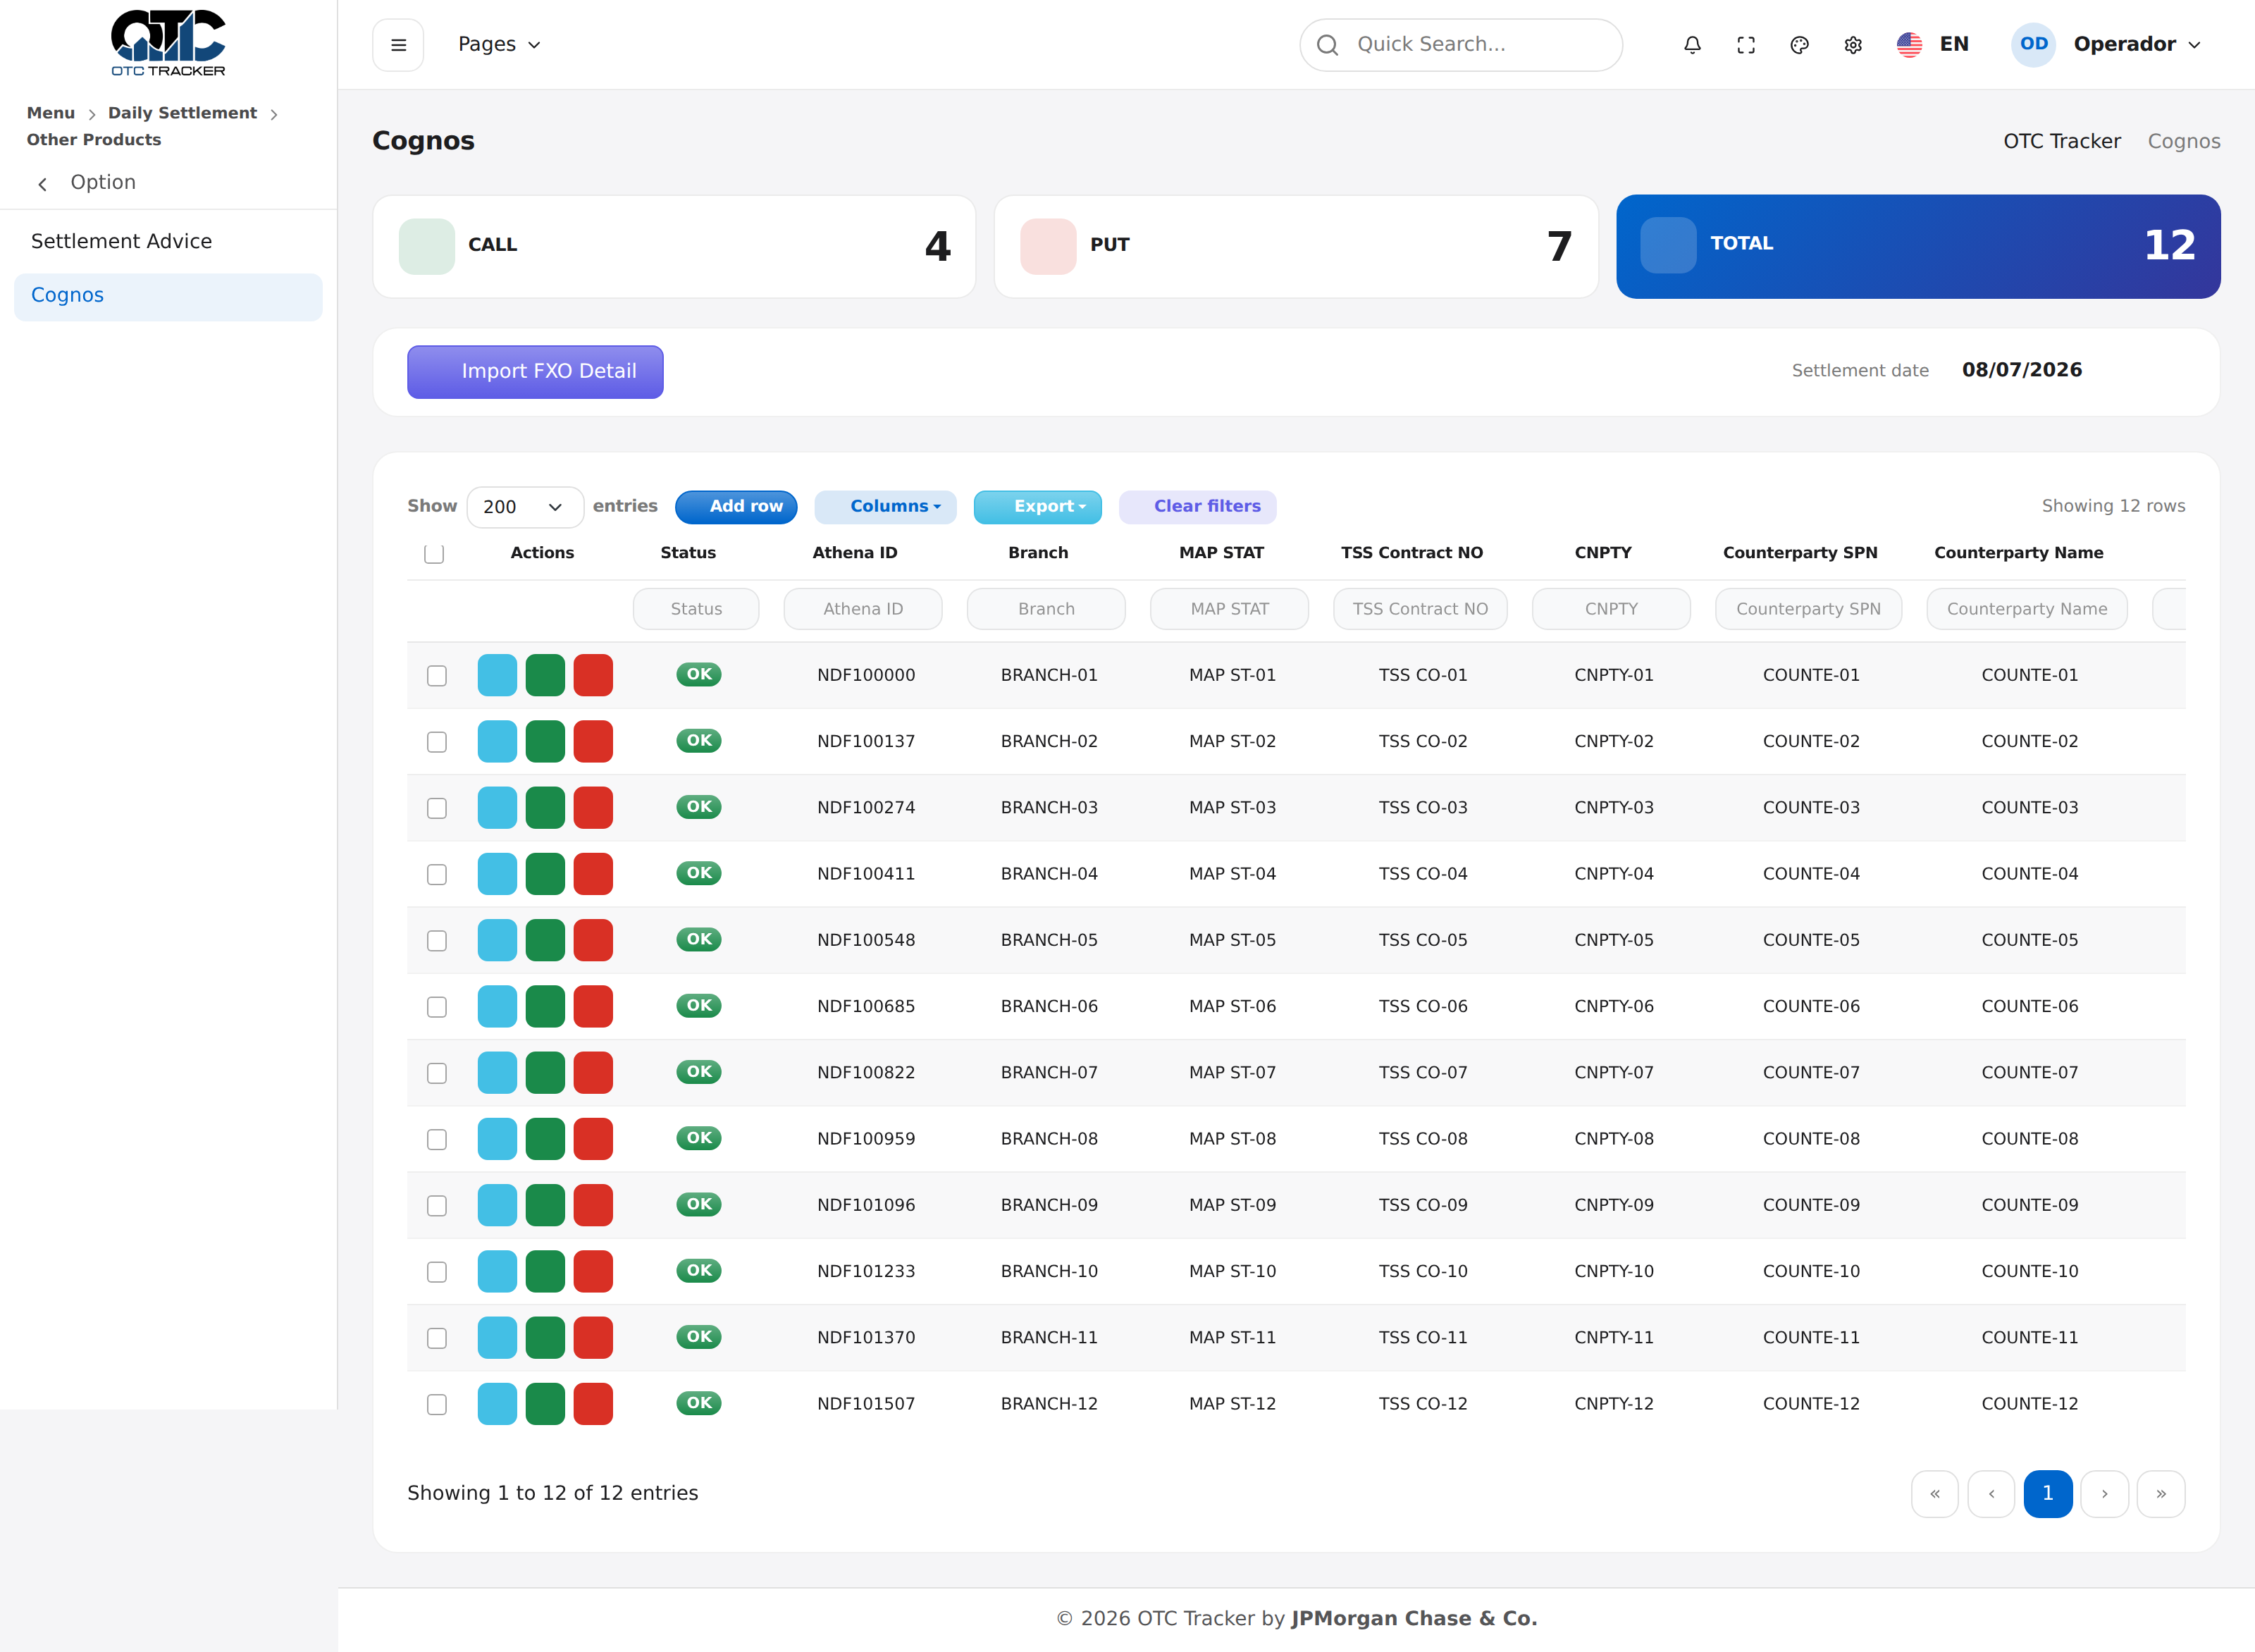 OTC
OTC TRACKER
Menu > Daily Settlement >
Other Products
Option
Settlement Advice
Cognos
Pages
Quick Search...
EN
OD
Operador
Cognos
OTC Tracker Cognos
CALL 4
PUT 7
TOTAL 12
Import FXO Detail
Settlement date 08/07/2026
Show 200 entries Add row Columns Export Clear filters Showing 12 rows
Actions Status Athena ID Branch MAP STAT TSS Contract NO CNPTY Counterparty SPN Counterparty Name
Status Athena ID Branch MAP STAT TSS Contract NO CNPTY Counterparty SPN Counterparty Name
OK NDF100000 BRANCH-01 MAP ST-01 TSS CO-01 CNPTY-01 COUNTE-01 COUNTE-01
OK NDF100137 BRANCH-02 MAP ST-02 TSS CO-02 CNPTY-02 COUNTE-02 COUNTE-02
OK NDF100274 BRANCH-03 MAP ST-03 TSS CO-03 CNPTY-03 COUNTE-03 COUNTE-03
OK NDF100411 BRANCH-04 MAP ST-04 TSS CO-04 CNPTY-04 COUNTE-04 COUNTE-04
OK NDF100548 BRANCH-05 MAP ST-05 TSS CO-05 CNPTY-05 COUNTE-05 COUNTE-05
OK NDF100685 BRANCH-06 MAP ST-06 TSS CO-06 CNPTY-06 COUNTE-06 COUNTE-06
OK NDF100822 BRANCH-07 MAP ST-07 TSS CO-07 CNPTY-07 COUNTE-07 COUNTE-07
OK NDF100959 BRANCH-08 MAP ST-08 TSS CO-08 CNPTY-08 COUNTE-08 COUNTE-08
OK NDF101096 BRANCH-09 MAP ST-09 TSS CO-09 CNPTY-09 COUNTE-09 COUNTE-09
OK NDF101233 BRANCH-10 MAP ST-10 TSS CO-10 CNPTY-10 COUNTE-10 COUNTE-10
OK NDF101370 BRANCH-11 MAP ST-11 TSS CO-11 CNPTY-11 COUNTE-11 COUNTE-11
OK NDF101507 BRANCH-12 MAP ST-12 TSS CO-12 CNPTY-12 COUNTE-12 COUNTE-12
Showing 1 to 12 of 12 entries
« ‹ 1 › »
© 2026 OTC Tracker by JPMorgan Chase & Co.